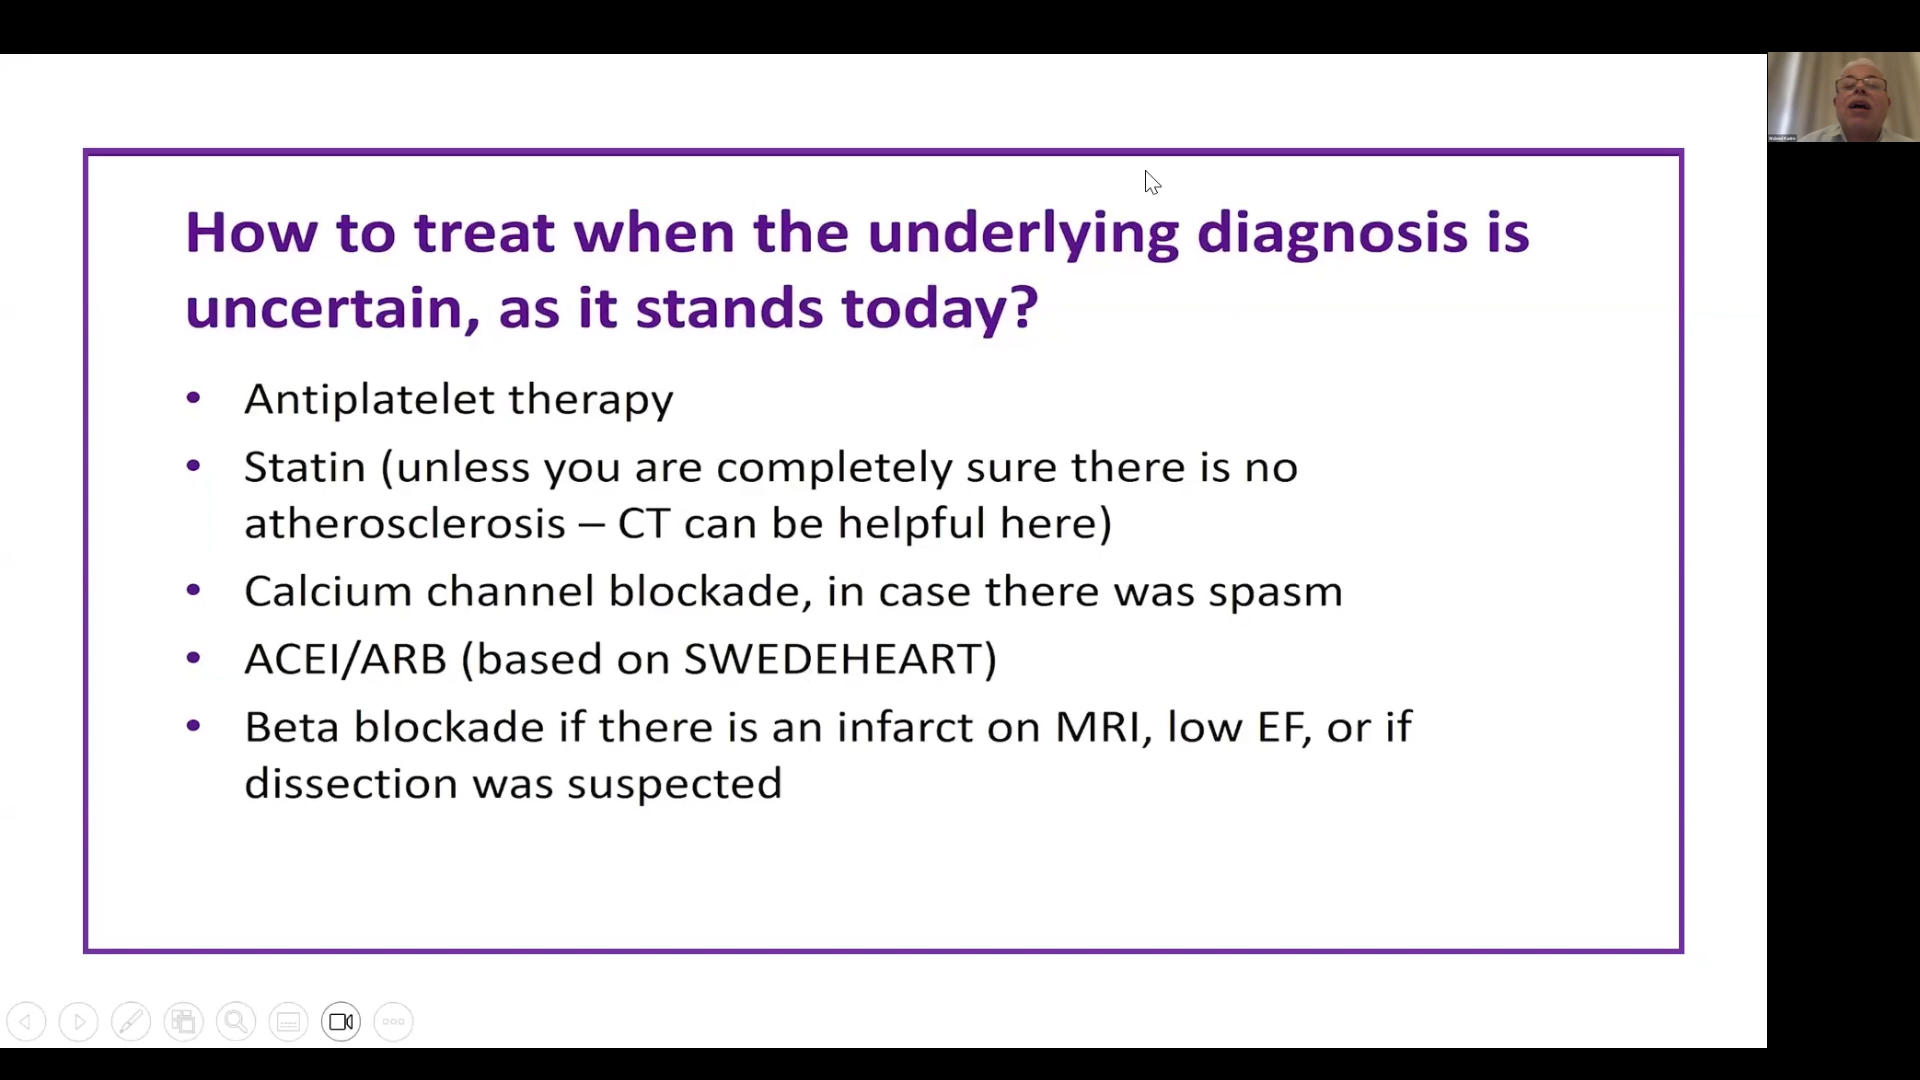 How to treat when the underlying diagnosis is
uncertain, as it stands today?
• Antiplatelet therapy
• Statin (unless you are completely sure there is no
atherosclerosis – CT can be helpful here)
• Calcium channel blockade, in case there was spasm
• ACEI/ARB (based on SWEDEHEART)
• Beta blockade if there is an infarct on MRI, low EF, or if
dissection was suspected